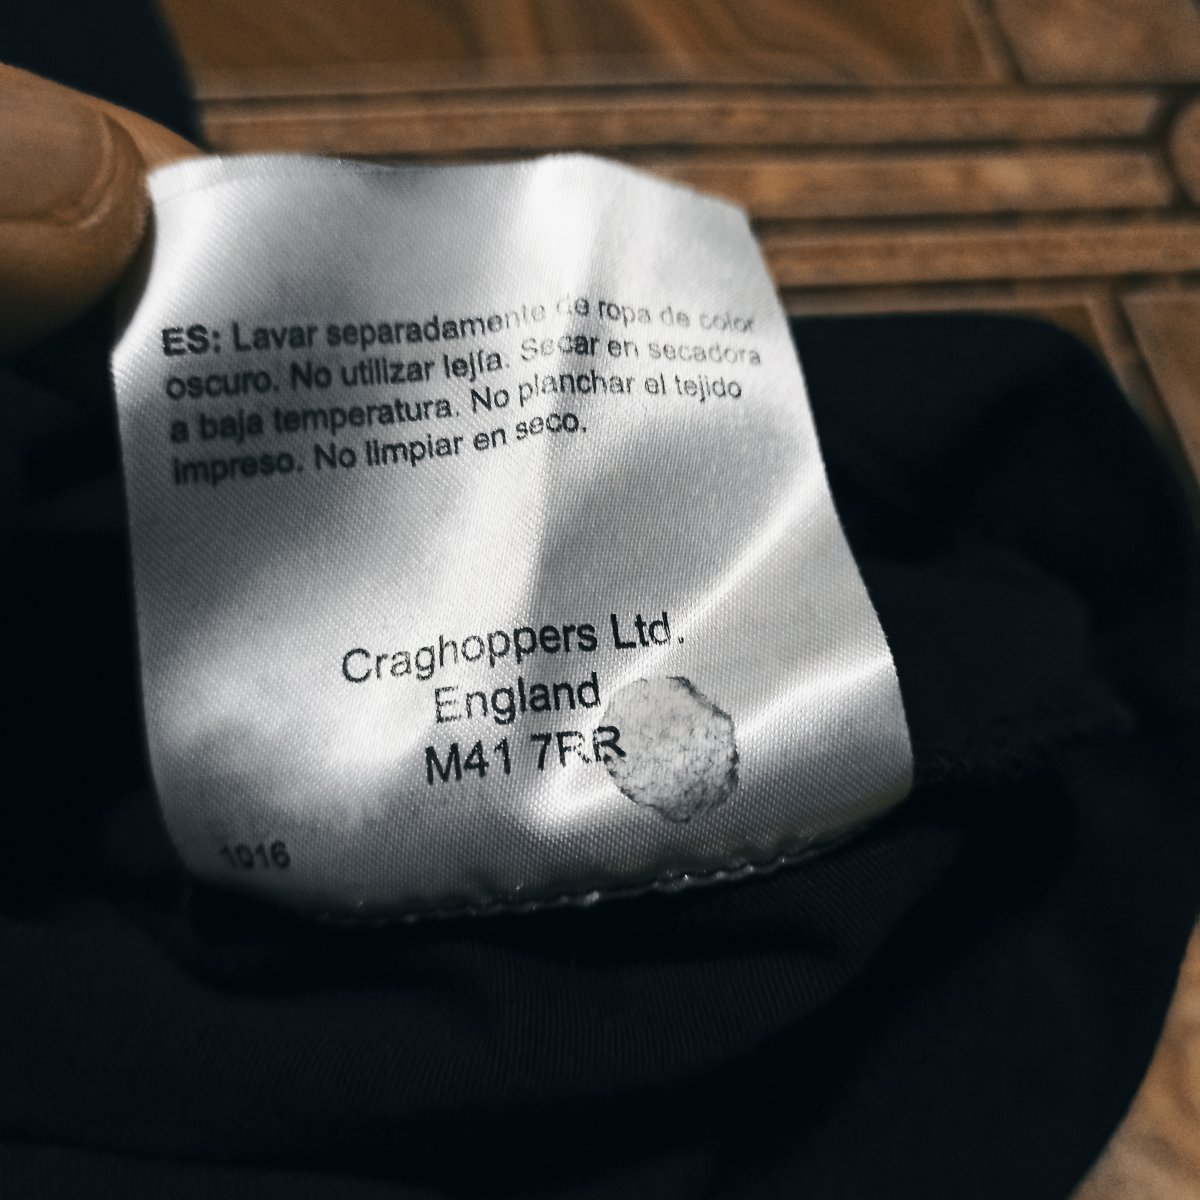 ES: Lavar separadamente de ropa de color
oscuro. No utilizar lejía. Secar en secadora
a baja temperatura. No planchar el tejido
impreso. No limpiar en seco.
Craghoppers Ltd.
England
M41 7RR
1016